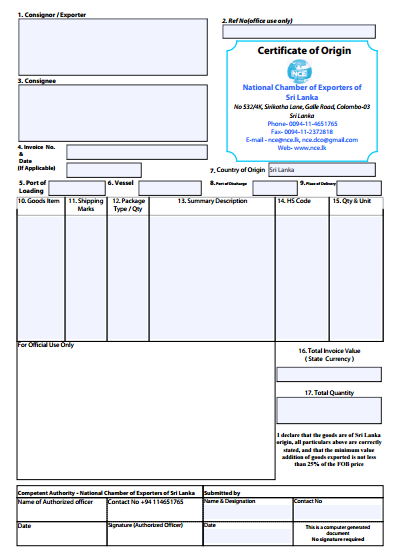 1. Consignor / Exporter
2. Ref No(office use only)
Certificate of Origin
NCE
National Chamber of Exporters of
Sri Lanka
No 532/4K, Sirikotha Lane, Galle Road, Colombo-03
Sri Lanka
Phone- 0094-11-4651765
Fax- 0094-11-2372818
E-mail - nce@nce.lk, nce.dco@gmail.com
Web- www.nce.lk
3. Consignee
4. Invoice No.
&
Date
(If Applicable)
7, Country of Origin
Sri Lanka
5. Port of
Loading
6. Vessel
8. Port of Discharge
9. Place of Delivery
10. Goods Item
11. Shipping
Marks
12. Package
Type / Qty
13. Summary Description
14. HS Code
15. Qty & Unit
For Official Use Only
16. Total Invoice Value
( State Currency )
17. Total Quantity
I declare that the goods are of Sri Lanka
origin, all particulars above are correctly
stated, and that the minimum value
addition of goods exported is not less
than 25% of the FOB price
Competent Authority - National Chamber of Exporters of Sri Lanka
Submitted by
Name of Authorized officer
Contact No +94 114651765
Name & Designation
Contact No
Date
Signature (Authorized Officer)
Date
This is a computer generated
document
No signature required